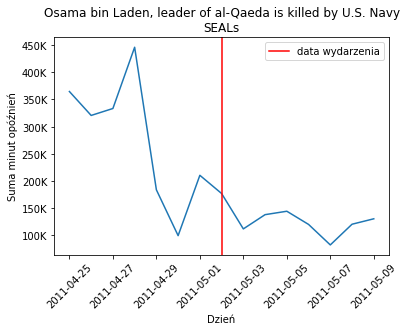 Osama bin Laden, leader of al-Qaeda is killed by U.S. Navy
SEALs
data wydarzenia
Suma minut opóźnień
450K
400K
350K
300K
250K
200K
150K
100K
2011-04-25
2011-04-27
2011-04-29
2011-05-01
2011-05-03
2011-05-05
2011-05-07
2011-05-09
Dzień